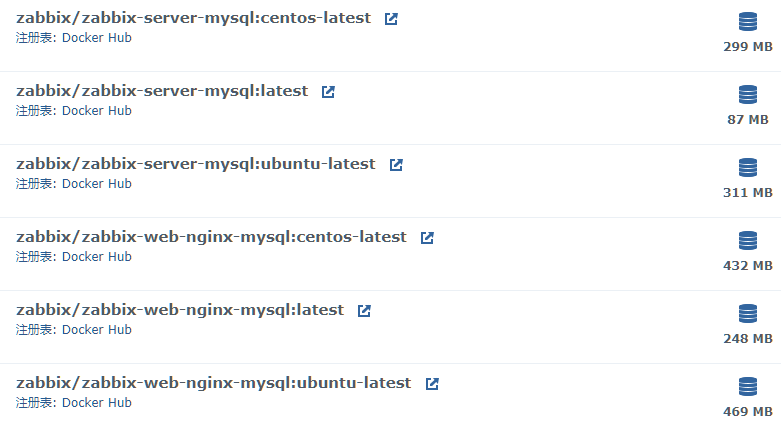 zabbix/zabbix-server-mysql:centos-latest
注册表: Docker Hub
299 MB
zabbix/zabbix-server-mysql:latest
注册表: Docker Hub
87 MB
zabbix/zabbix-server-mysql:ubuntu-latest
注册表: Docker Hub
311 MB
zabbix/zabbix-web-nginx-mysql:centos-latest
注册表: Docker Hub
432 MB
zabbix/zabbix-web-nginx-mysql:latest
注册表: Docker Hub
248 MB
zabbix/zabbix-web-nginx-mysql:ubuntu-latest
注册表: Docker Hub
469 MB